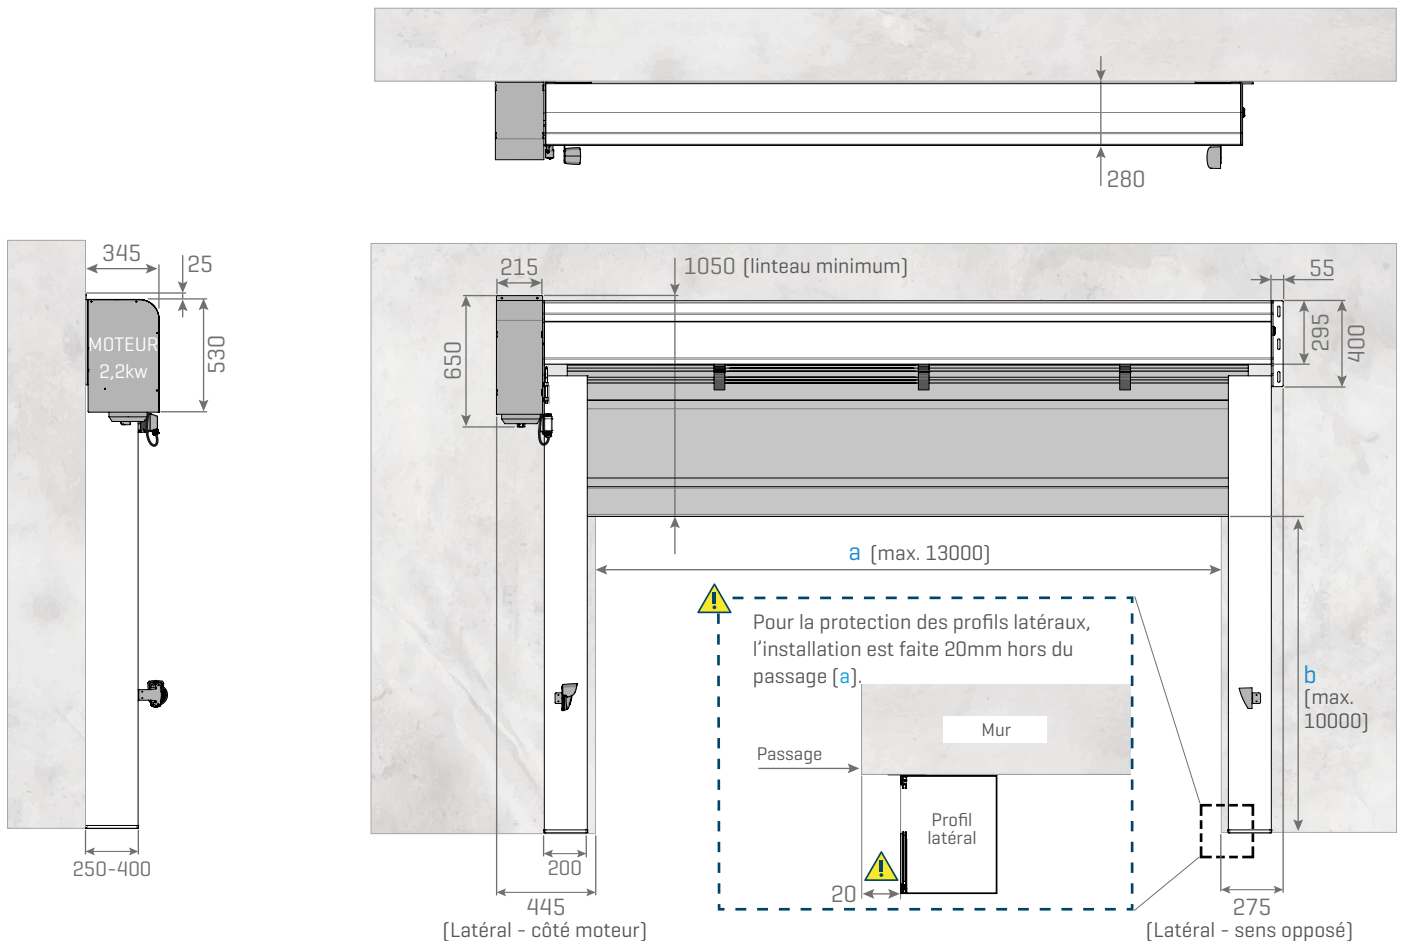 280
345
25
MOTEUR
2,2kw
530
250-400
215
1050 (linteau minimum)
55
650
295
400
a (max. 13000)
Pour la protection des profils latéraux,
l'installation est faite 20mm hors du
passage (a).
Mur
Passage
Profil
latéral
20
b
(max.
10000)
200
445
(Latéral - côté moteur)
275
(Latéral - sens opposé)